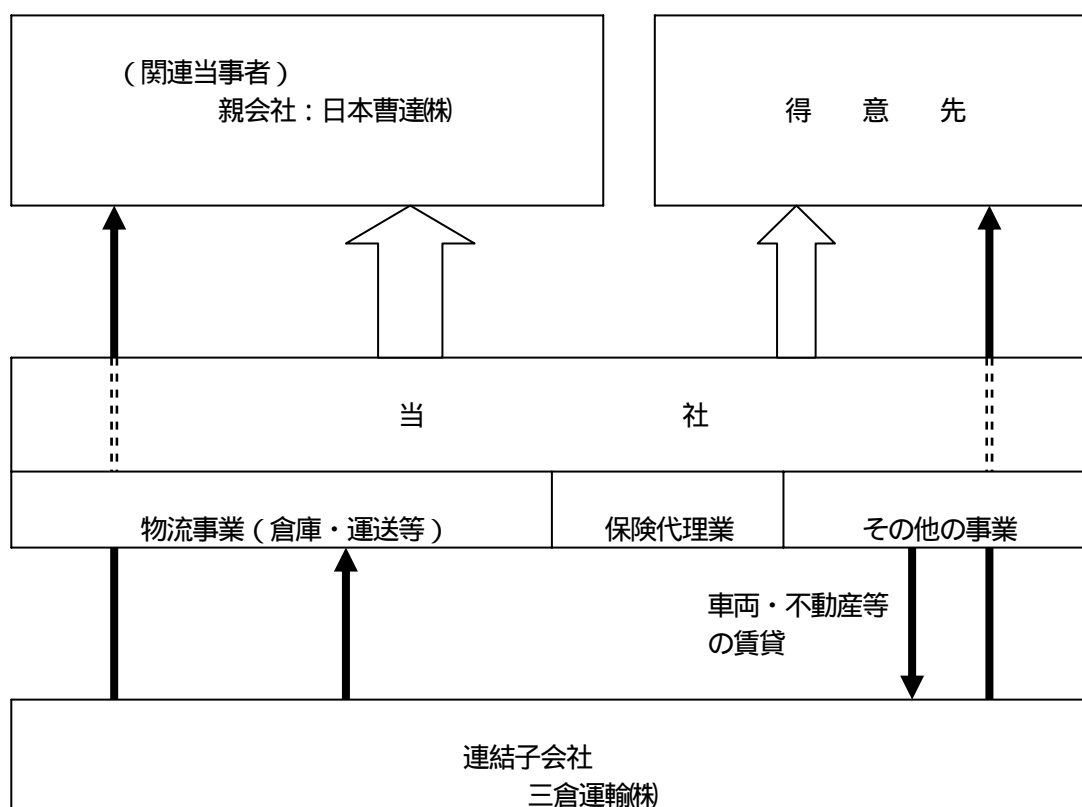 （関連当事者）
親会社：日本曹達㈱
得　意　先
当　　　社
物流事業（倉庫・運送等）
保険代理業
その他の事業
車両・不動産等
の賃貸
連結子会社
三倉運輸㈱